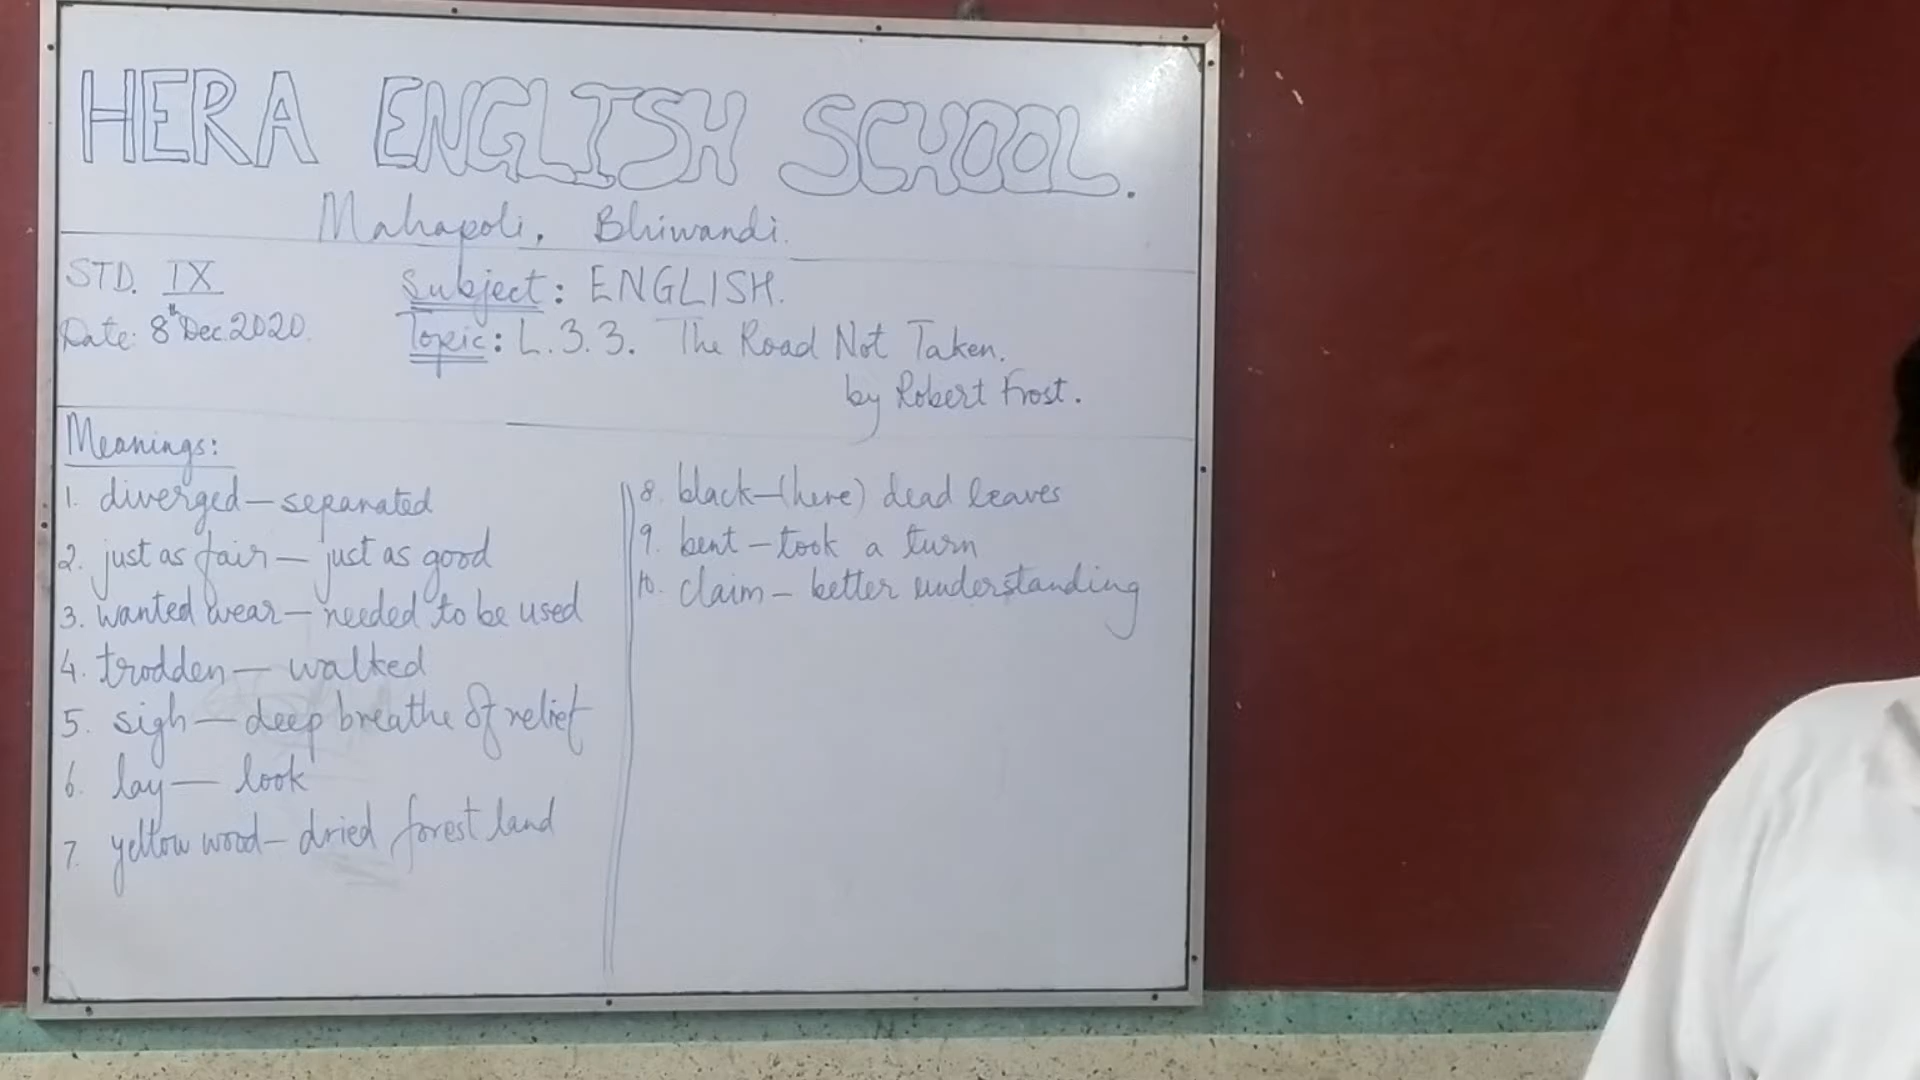 HERA ENGLISH SCHOOL.
Mahapoli, Bhiwandi.
STD. IX
Date: 8th Dec. 2020.
Subject: ENGLISH.
Topic: L.3.3. The Road Not Taken.
by Robert Frost.
Meanings:
1. diverged — separated
2. just as fair — just as good
3. wanted wear — needed to be used
4. trodden — walked
5. sigh — deep breathe of relief
6. lay — look
7. yellow wood — dried forest land
8. black — (here) dead leaves
9. bent — took a turn
10. claim — better understanding